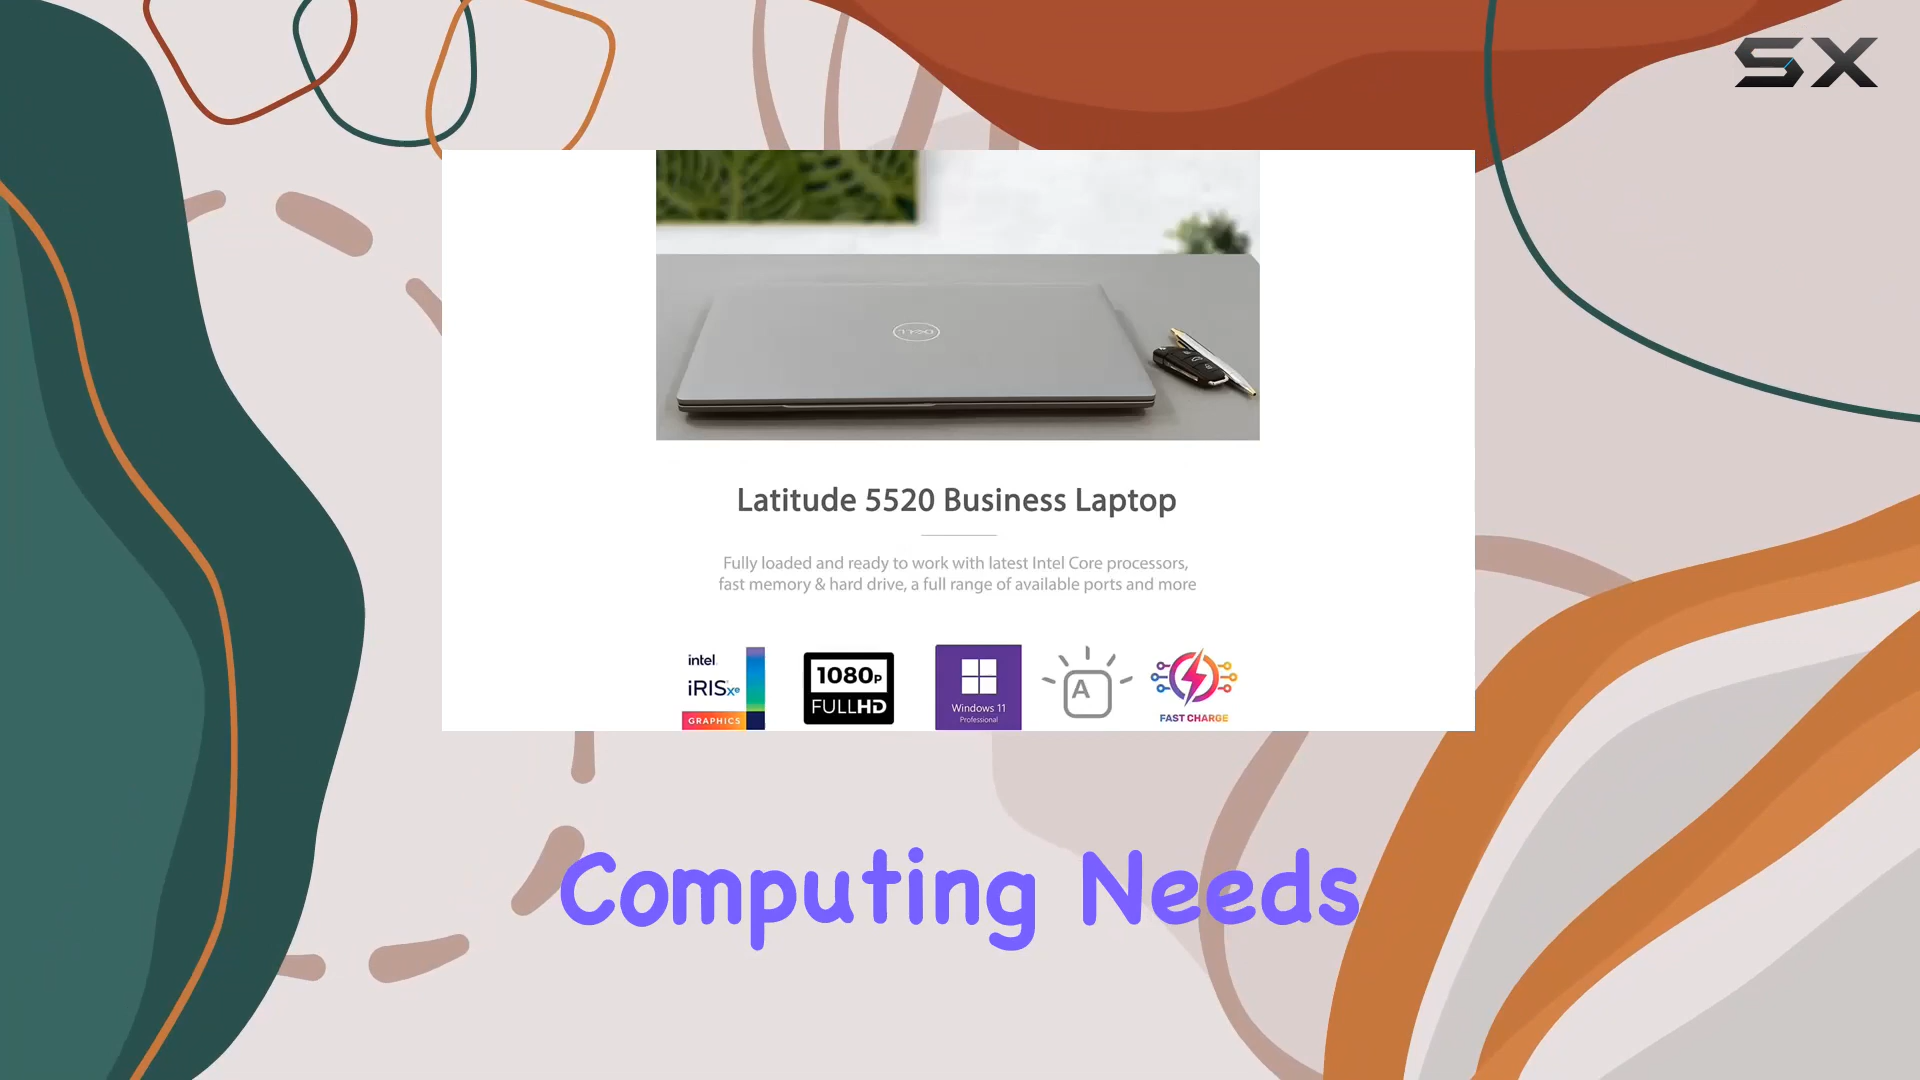 SX
DELL
Latitude 5520 Business Laptop
Fully loaded and ready to work with latest Intel Core processors,
fast memory & hard drive, a full range of available ports and more
intel
iRISxe
GRAPHICS
1080P
FULLHD
Windows 11
Professional
A
FAST CHARGE
Computing Needs